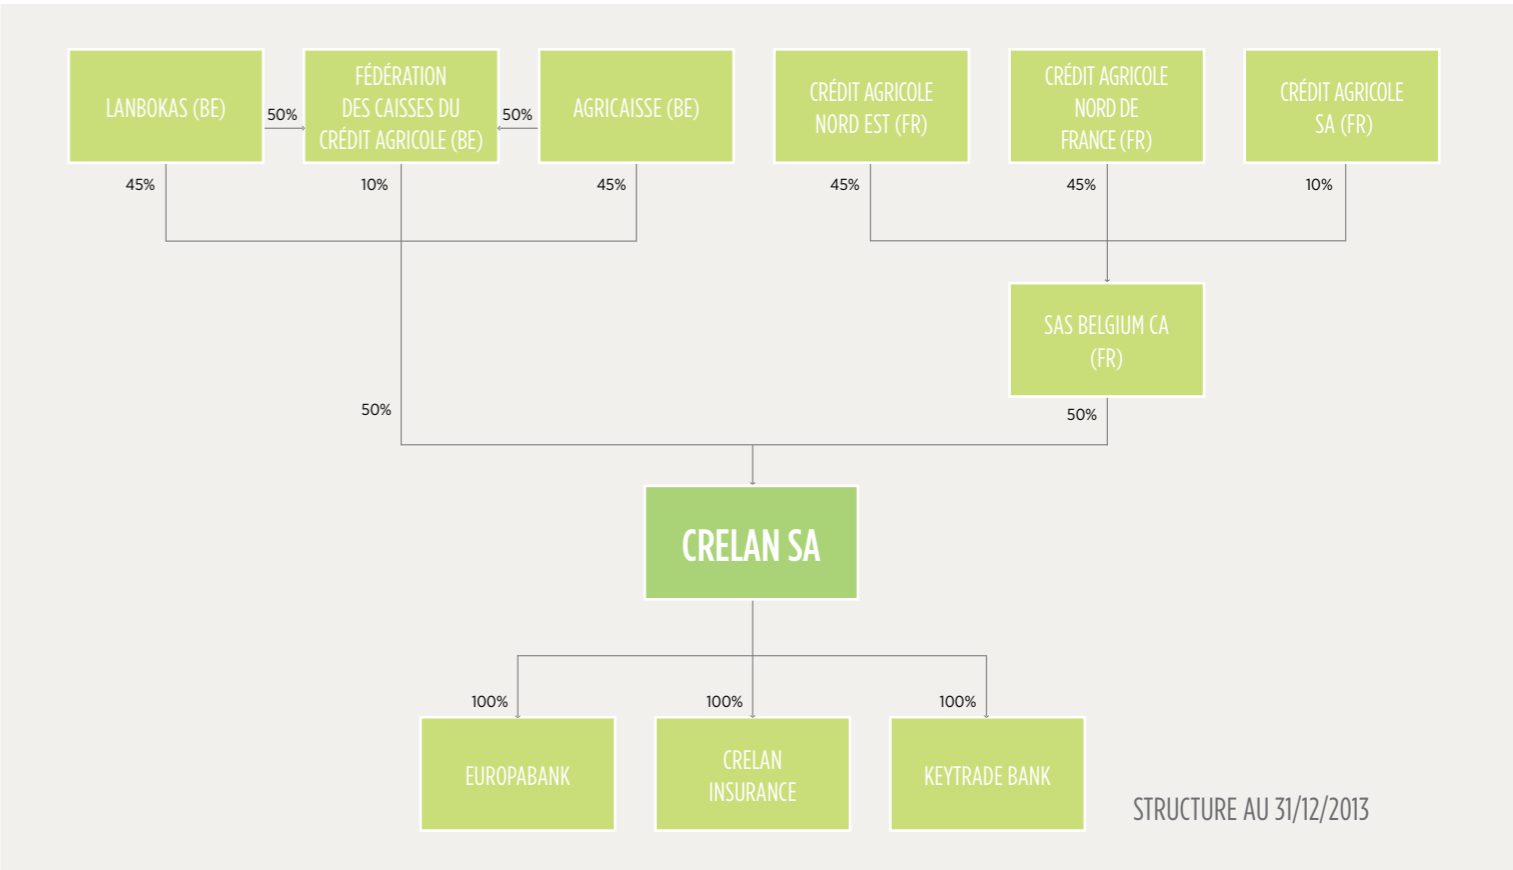 LANBOKAS (BE)
50%
FÉDÉRATION
DES CAISSES DU
CRÉDIT AGRICOLE (BE)
50%
AGRICAISSE (BE)
CRÉDIT AGRICOLE
NORD EST (FR)
CRÉDIT AGRICOLE
NORD DE
FRANCE (FR)
CRÉDIT AGRICOLE
SA (FR)
45%
10%
45%
45%
45%
10%
SAS BELGIUM CA
(FR)
50%
50%
CRELAN SA
100%
100%
100%
EUROPABANK
CRELAN
INSURANCE
KEYTRADE BANK
STRUCTURE AU 31/12/2013